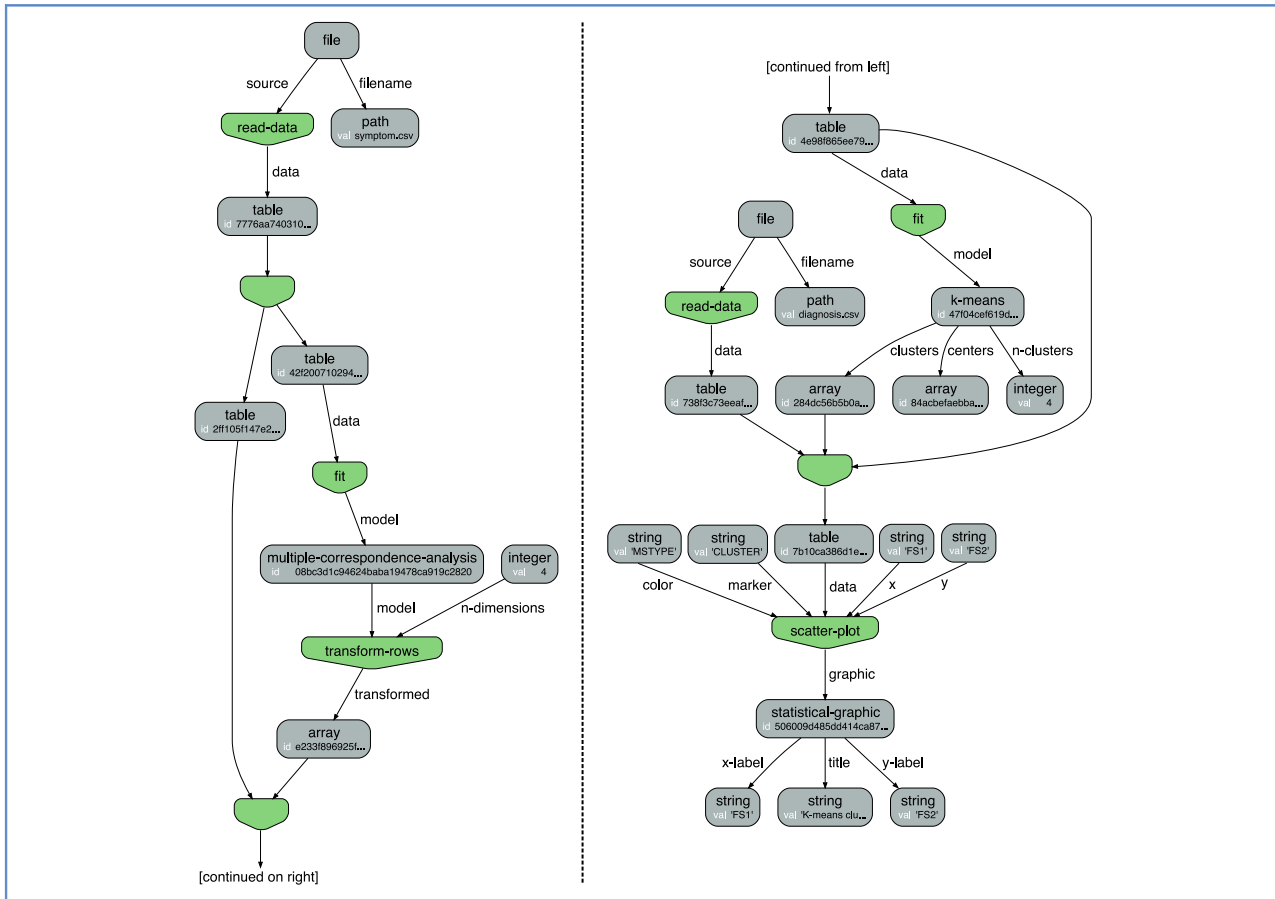 file
source
filename
read-data
path
val symptom.csv
data
table
id 7776aa740310...
table
id 42f200710294...
table
id 2ff105f147e2...
data
fit
model
multiple-correspondence-analysis
id 08bc3d1c94624baba19478ca919c2820
integer
val 4
model
n-dimensions
transform-rows
transformed
array
id e233f896925f...
[continued on right]
[continued from left]
table
id 4e98f865ee79...
data
file
fit
source
filename
model
read-data
path
val diagnosis.csv
k-means
id 47f04cef619d...
data
clusters
centers
n-clusters
table
id 738f3c73eeaf...
array
id 284dc56b5b0a...
array
id 84acbefaebba...
integer
val 4
string
val 'MSTYPE'
string
val 'CLUSTER'
table
id 7b10ca386d1e...
string
val 'FS1'
string
val 'FS2'
color
marker
data
x
y
scatter-plot
graphic
statistical-graphic
id 506009d485dd414ca87...
x-label
title
y-label
string
val 'FS1'
string
val 'K-means clu...
string
val 'FS2'